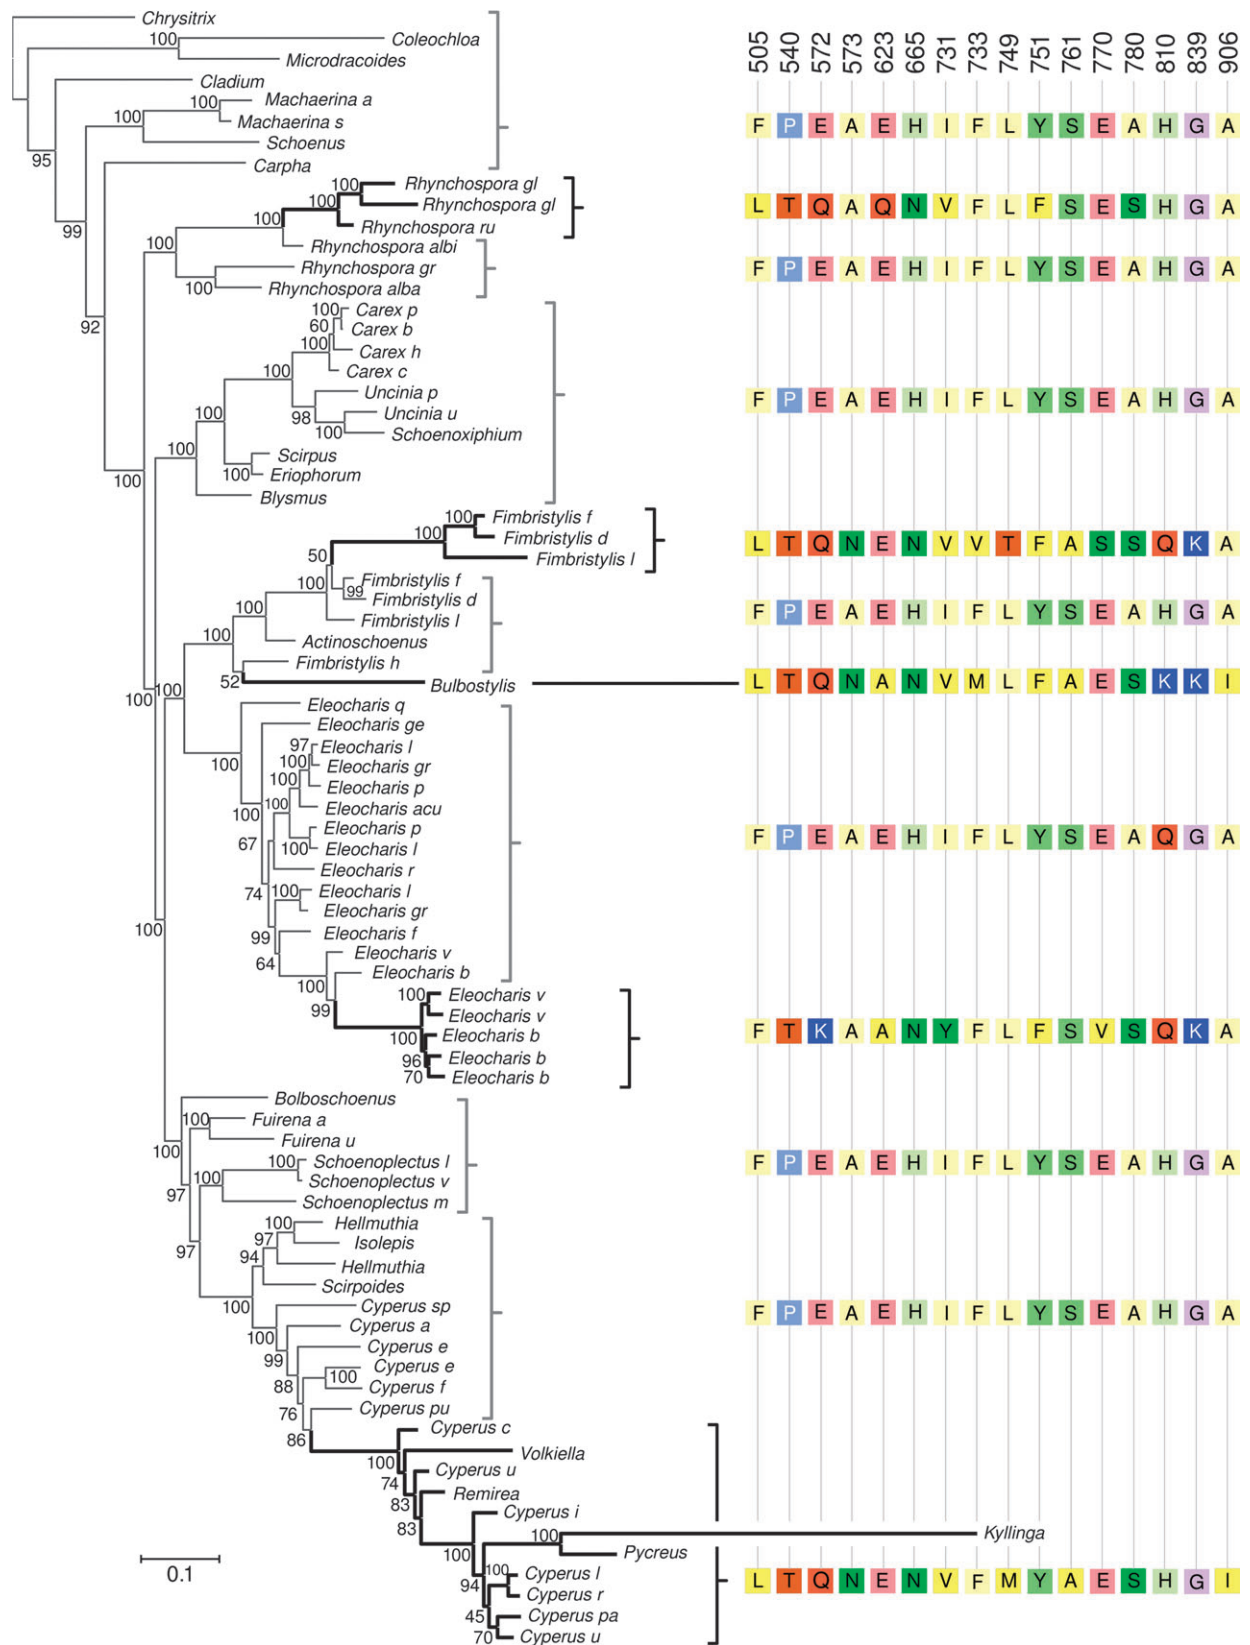 505 540 572 573 623 665 731 733 749 751 761 770 780 810 839 906
Chrysitrix
100 Coleochloa
Microdracoides
Cladium
100 Machaerina a
100 Machaerina s
Schoenus
95
Carpha
F P E A E H I F L Y S E A H G A
100 Rhynchospora gl
100 Rhynchospora gl
100 Rhynchospora ru
L T Q A Q N V F L F S E S H G A
99
100 Rhynchospora albi
Rhynchospora gr
100 Rhynchospora alba
F P E A E H I F L Y S E A H G A
92
100 Carex p
60 Carex b
100 Carex h
100 Carex c
Uncinia p
98 Uncinia u
100 Schoenoxiphium
F P E A E H I F L Y S E A H G A
100
100
Scirpus
100 Eriophorum
100
Blysmus
100 Fimbristylis f
100 Fimbristylis d
50 Fimbristylis l
L T Q N E N V V T F A S S Q K A
100 Fimbristylis f
99 Fimbristylis d
100 Fimbristylis l
Actinoschoenus
100 Fimbristylis h
F P E A E H I F L Y S E A H G A
52 Bulbostylis
L T Q N A N V M L F A E S K K I
100
100
Eleocharis q
Eleocharis ge
97 Eleocharis l
100 Eleocharis gr
100 Eleocharis p
100 Eleocharis acu
100
Eleocharis p
100 Eleocharis l
67
Eleocharis r
74
100 Eleocharis l
Eleocharis gr
99 Eleocharis f
64
Eleocharis v
100 Eleocharis b
99
F P E A E H I F L Y S E A Q G A
100
100 Eleocharis v
Eleocharis v
100 Eleocharis b
96 Eleocharis b
70 Eleocharis b
F T K A A N Y F L F S V S Q K A
Bolboschoenus
100 Fuirena a
Fuirena u
100
100 Schoenoplectus l
100 Schoenoplectus v
97
Schoenoplectus m
F P E A E H I F L Y S E A H G A
97
100 Hellmuthia
97 Isolepis
94 Hellmuthia
Scirpoides
100
Cyperus sp
100 Cyperus a
99
Cyperus e
88 Cyperus e
100
Cyperus f
76 Cyperus pu
86
F P E A E H I F L Y S E A H G A
Cyperus c
100 Volkiella
74 Cyperus u
83 Remirea
83 Cyperus i
100
100 Kyllinga
Pycreus
94
100 Cyperus l
Cyperus r
45 Cyperus pa
70 Cyperus u
L T Q N E N V F M Y A E S H G I
0.1